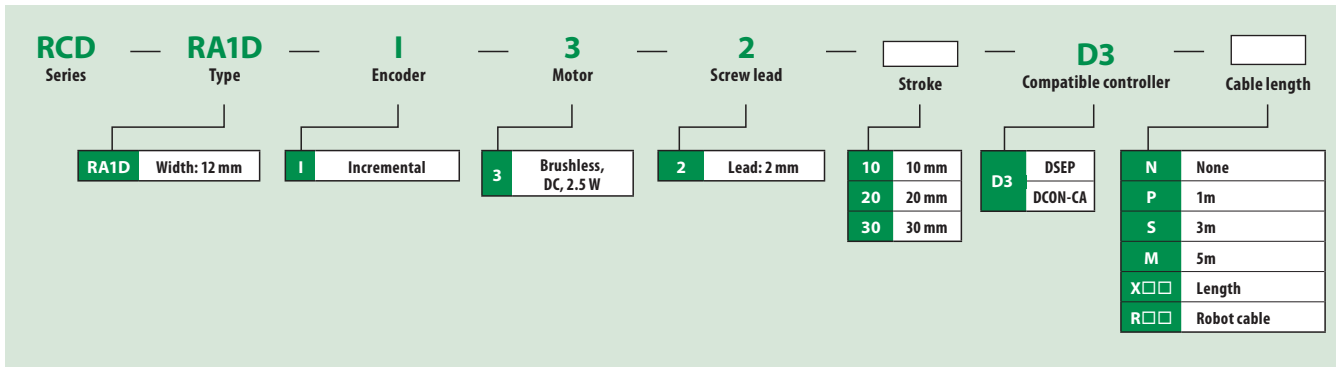 RCD — RA1D — I — 3 — 2 — — D3 —
Series Type Encoder Motor Screw lead Stroke Compatible controller Cable length
RA1D Width: 12 mm
I Incremental
3 Brushless,
DC, 2.5 W
2 Lead: 2 mm
10 10 mm
20 20 mm
30 30 mm
D3 DSEP
DCON-CA
N None
P 1m
S 3m
M 5m
X□□ Length
R□□ Robot cable